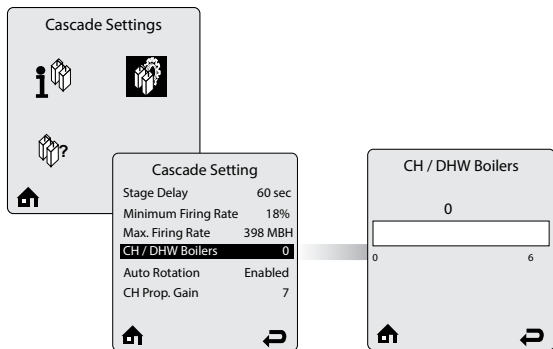 Cascade Settings
i
?
Cascade Setting
Stage Delay 60 sec
Minimum Firing Rate 18%
Max. Firing Rate 398 MBH
CH / DHW Boilers 0
Auto Rotation Enabled
CH Prop. Gain 7
CH / DHW Boilers
0
0 6